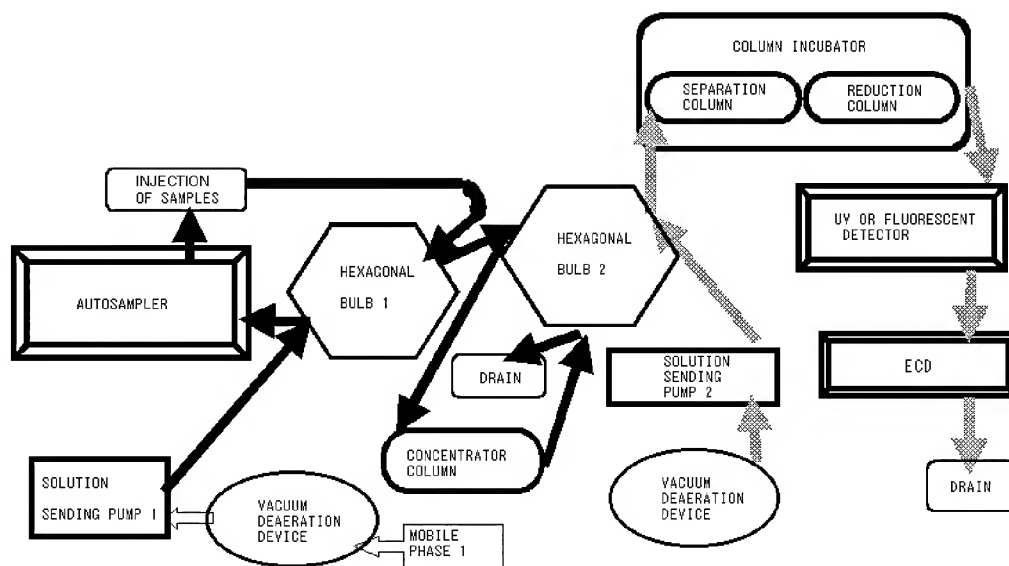 COLUMN INCUBATOR
SEPARATION
COLUMN
REDUCTION
COLUMN
INJECTION
OF SAMPLES
UV OR FLUORESCENT
DETECTOR
HEXAGONAL
BULB 1
HEXAGONAL
BULB 2
AUTOSAMPLER
DRAIN
SOLUTION
SENDING
PUMP 2
ECD
CONCENTRATOR
COLUMN
SOLUTION
SENDING PUMP 1
VACUUM
DEAERATION
DEVICE
MOBILE
PHASE 1
VACUUM
DEAERATION
DEVICE
DRAIN